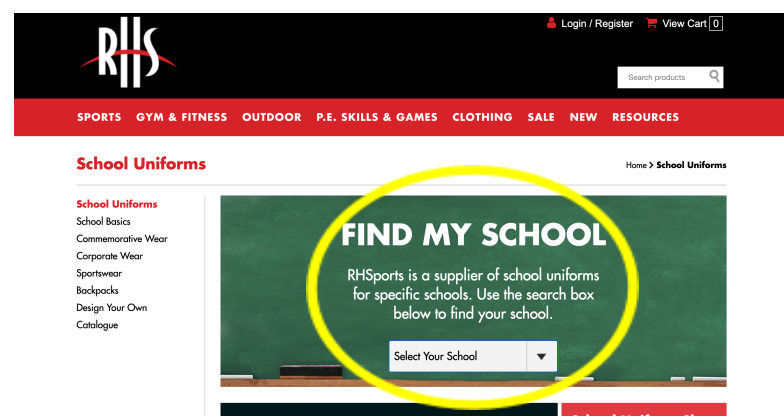 RHS
Login / Register
View Cart 0
Search products
SPORTS GYM & FITNESS OUTDOOR P.E. SKILLS & GAMES CLOTHING SALE NEW RESOURCES
School Uniforms
Home > School Uniforms
School Uniforms
School Basics
Commemorative Wear
Corporate Wear
Sportswear
Backpacks
Design Your Own
Catalogue
FIND MY SCHOOL
RHSports is a supplier of school uniforms
for specific schools. Use the search box
below to find your school.
Select Your School